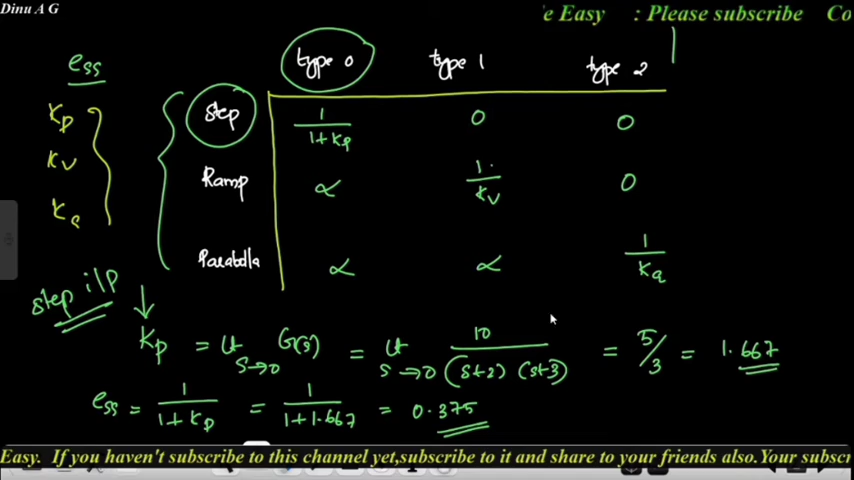 Dinu A G
e Easy : Please subscribe Co
ess type 0 type 1 type 2
Kp Step 1/(1+Kp) 0 0
Kv Ramp ∝ 1/Kv 0
Ka Parabolla ∝ ∝ 1/Ka
step i/p ↓
Kp = Lt s→0 G(s) = Lt s→0 10/((s+2)(s+3)) = 5/3 = 1.667
ess = 1/(1+Kp) = 1/(1+1.667) = 0.375
Easy. If you haven't subscribe to this channel yet,subscribe to it and share to your friends also.Your subscr